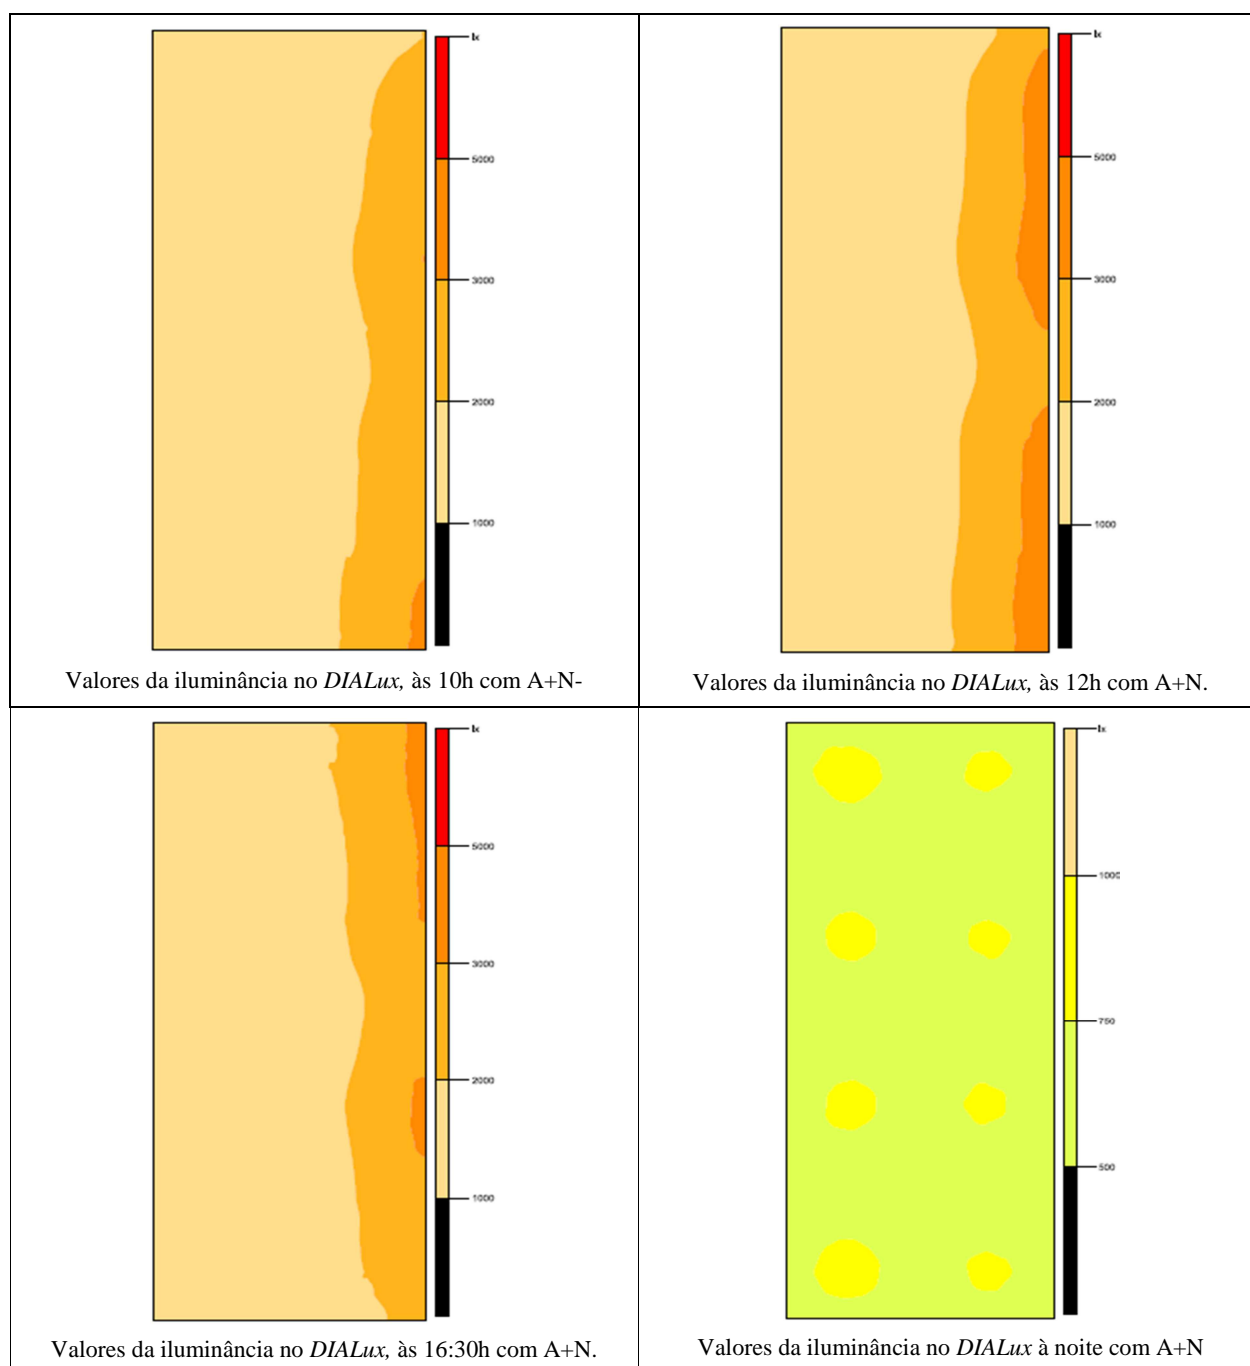 lx
5000
3000
2000
1000
Valores da iluminância no DIALux, às 10h com A+N-
lx
5000
3000
2000
1000
Valores da iluminância no DIALux, às 12h com A+N.
lx
5000
3000
2000
1000
Valores da iluminância no DIALux, às 16:30h com A+N.
lx
1000
750
500
Valores da iluminância no DIALux à noite com A+N